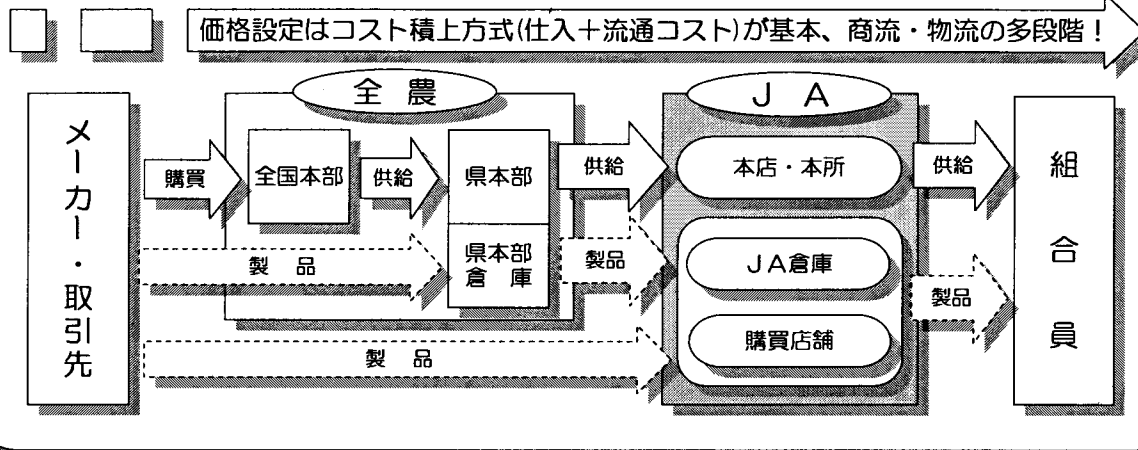 価格設定はコスト積上方式(仕入＋流通コスト)が基本、商流・物流の多段階！
全農
ＪＡ
メーカー・取引先
購買
全国本部
供給
県本部
供給
本店・本所
供給
組合員
製品
県本部
倉庫
製品
ＪＡ倉庫
製品
購買店舗
製品